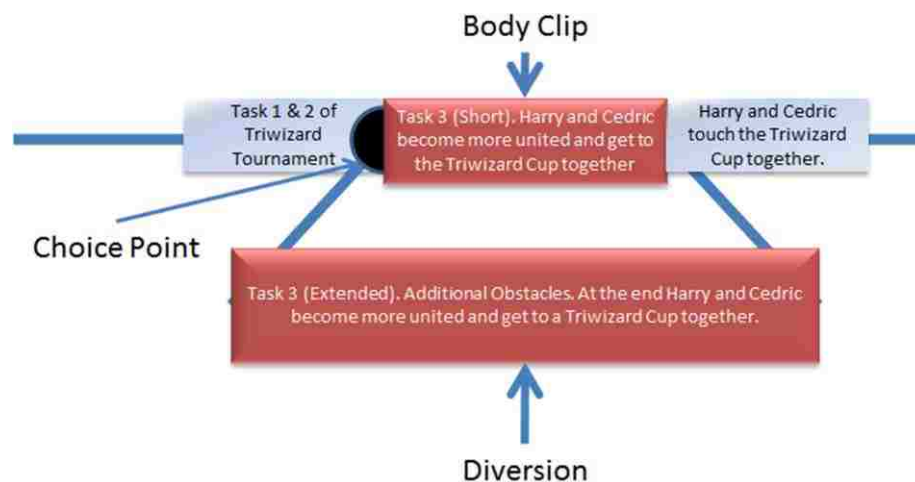 Body Clip
Task 1 & 2 of
Triwizard
Tournament
Task 3 (Short). Harry and Cedric
become more united and get to
the Triwizard Cup together
Harry and Cedric
touch the Triwizard
Cup together.
Choice Point
Task 3 (Extended). Additional Obstacles. At the end Harry and Cedric
become more united and get to a Triwizard Cup together.
Diversion